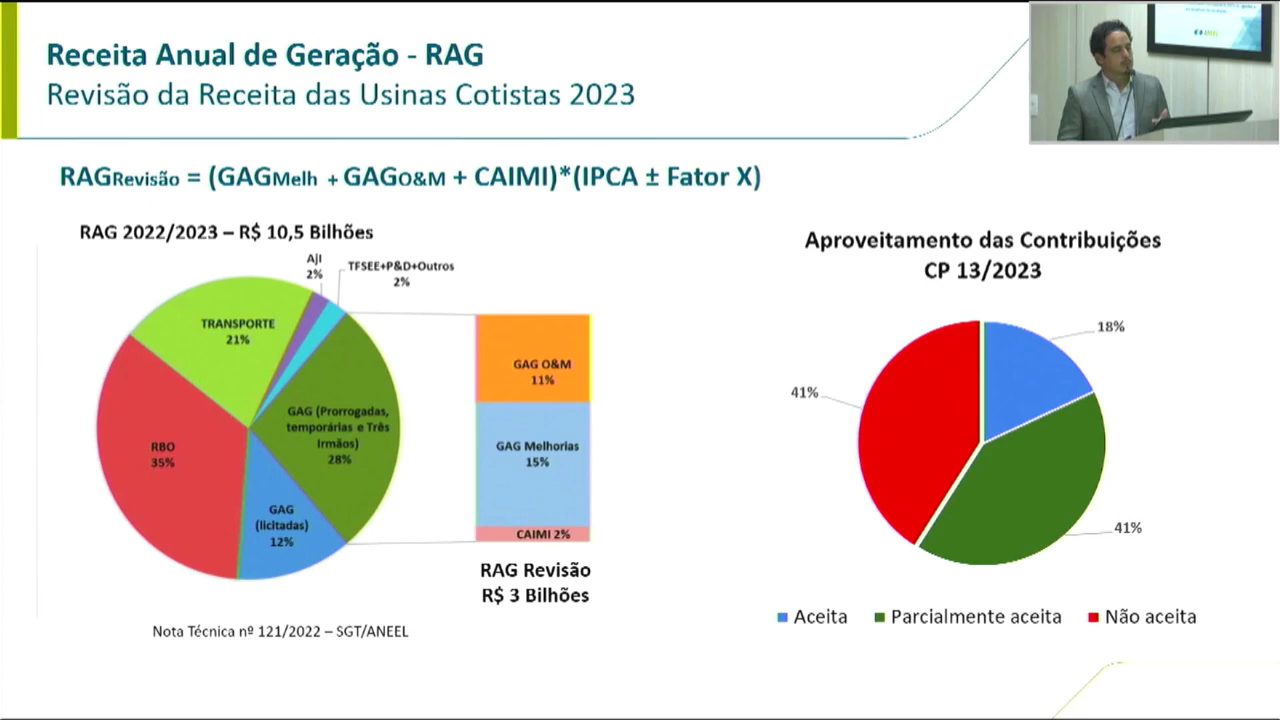 Receita Anual de Geração - RAG
Revisão da Receita das Usinas Cotistas 2023
RAGRevisão = (GAGMelh + GAGO&M + CAIMI)*(IPCA ± Fator X)
RAG 2022/2023 – R$ 10,5 Bilhões
AjI
2%
TFSEE+P&D+Outros
2%
TRANSPORTE
21%
GAG (Prorrogadas,
temporárias e Três
Irmãos)
28%
RBO
35%
GAG
(licitadas)
12%
GAG O&M
11%
GAG Melhorias
15%
CAIMI 2%
RAG Revisão
R$ 3 Bilhões
Nota Técnica nº 121/2022 – SGT/ANEEL
Aproveitamento das Contribuições
CP 13/2023
18%
41%
41%
Aceita
Parcialmente aceita
Não aceita